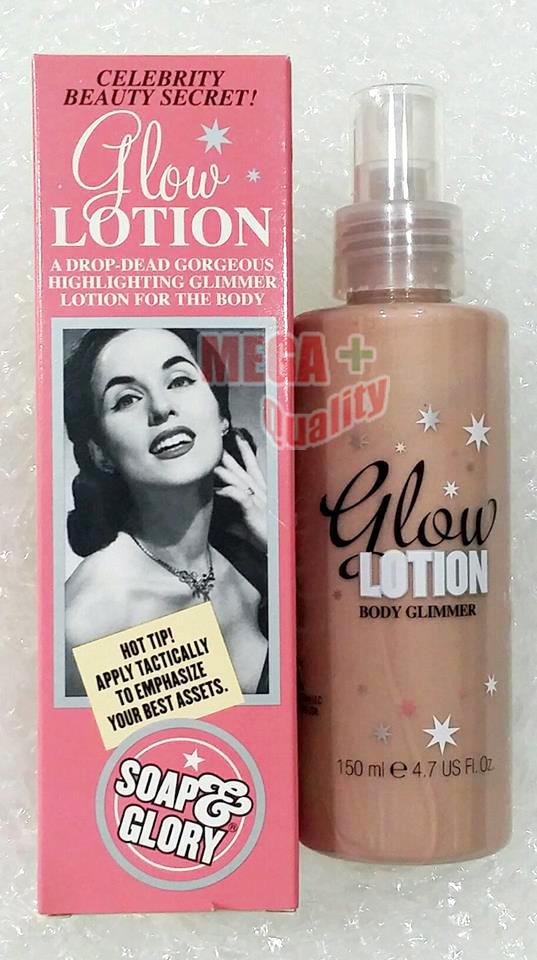 CELEBRITY
BEAUTY SECRET!
Glow
LOTION
A DROP-DEAD GORGEOUS
HIGHLIGHTING GLIMMER
LOTION FOR THE BODY
MEGA +
Quality
HOT TIP!
APPLY TACTICALLY
TO EMPHASIZE
YOUR BEST ASSETS.
SOAP &
GLORY®
Glow
LOTION
BODY GLIMMER
150 ml e 4.7 US Fl. Oz.